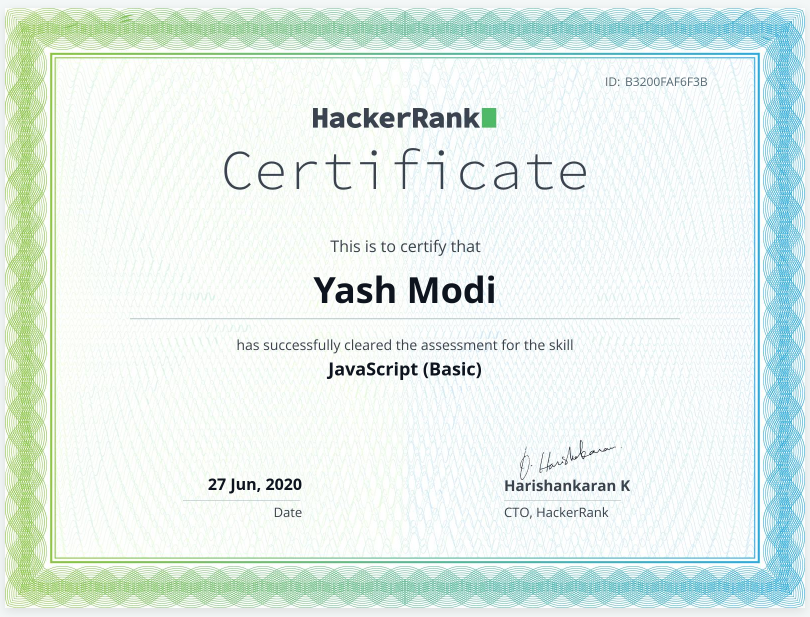 ID: B3200FAF6F3B
HackerRank
Certificate
This is to certify that
Yash Modi
has successfully cleared the assessment for the skill
JavaScript (Basic)
27 Jun, 2020
Date
Harishankaran K
CTO, HackerRank